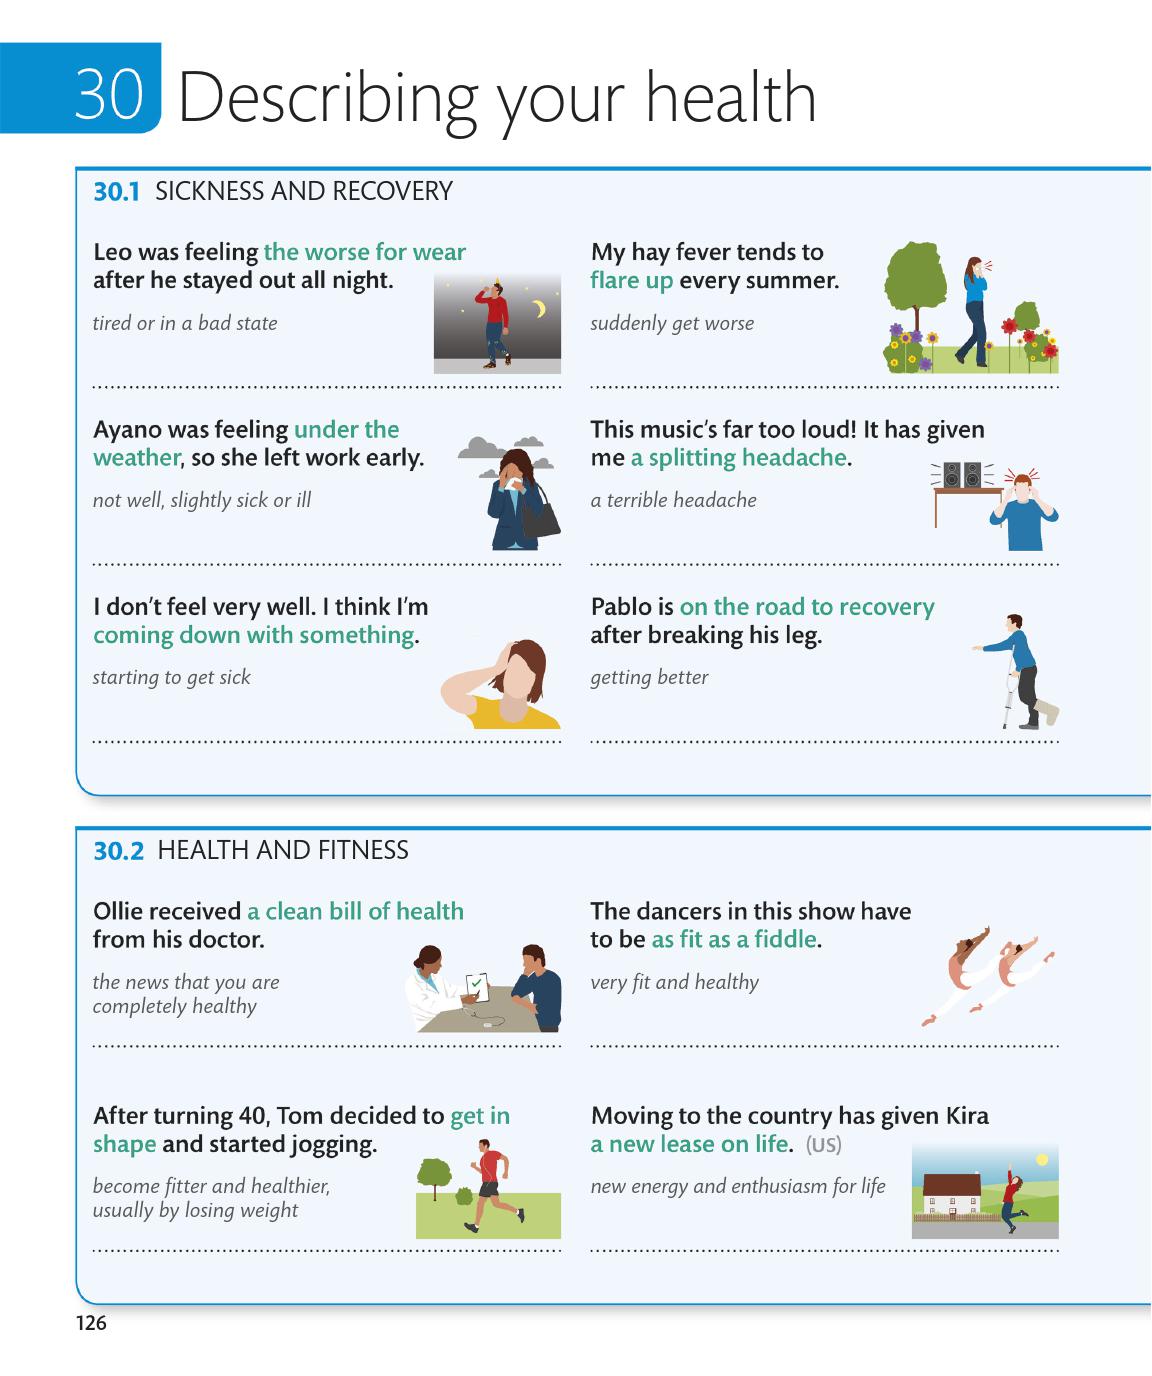 30 Describing your health
30.1 SICKNESS AND RECOVERY
Leo was feeling the worse for wear
after he stayed out all night.
tired or in a bad state
My hay fever tends to
flare up every summer.
suddenly get worse
Ayano was feeling under the
weather, so she left work early.
not well, slightly sick or ill
This music’s far too loud! It has given
me a splitting headache.
a terrible headache
I don’t feel very well. I think I’m
coming down with something.
starting to get sick
Pablo is on the road to recovery
after breaking his leg.
getting better
30.2 HEALTH AND FITNESS
Ollie received a clean bill of health
from his doctor.
the news that you are
completely healthy
The dancers in this show have
to be as fit as a fiddle.
very fit and healthy
After turning 40, Tom decided to get in
shape and started jogging.
become fitter and healthier,
usually by losing weight
Moving to the country has given Kira
a new lease on life. (US)
new energy and enthusiasm for life
126